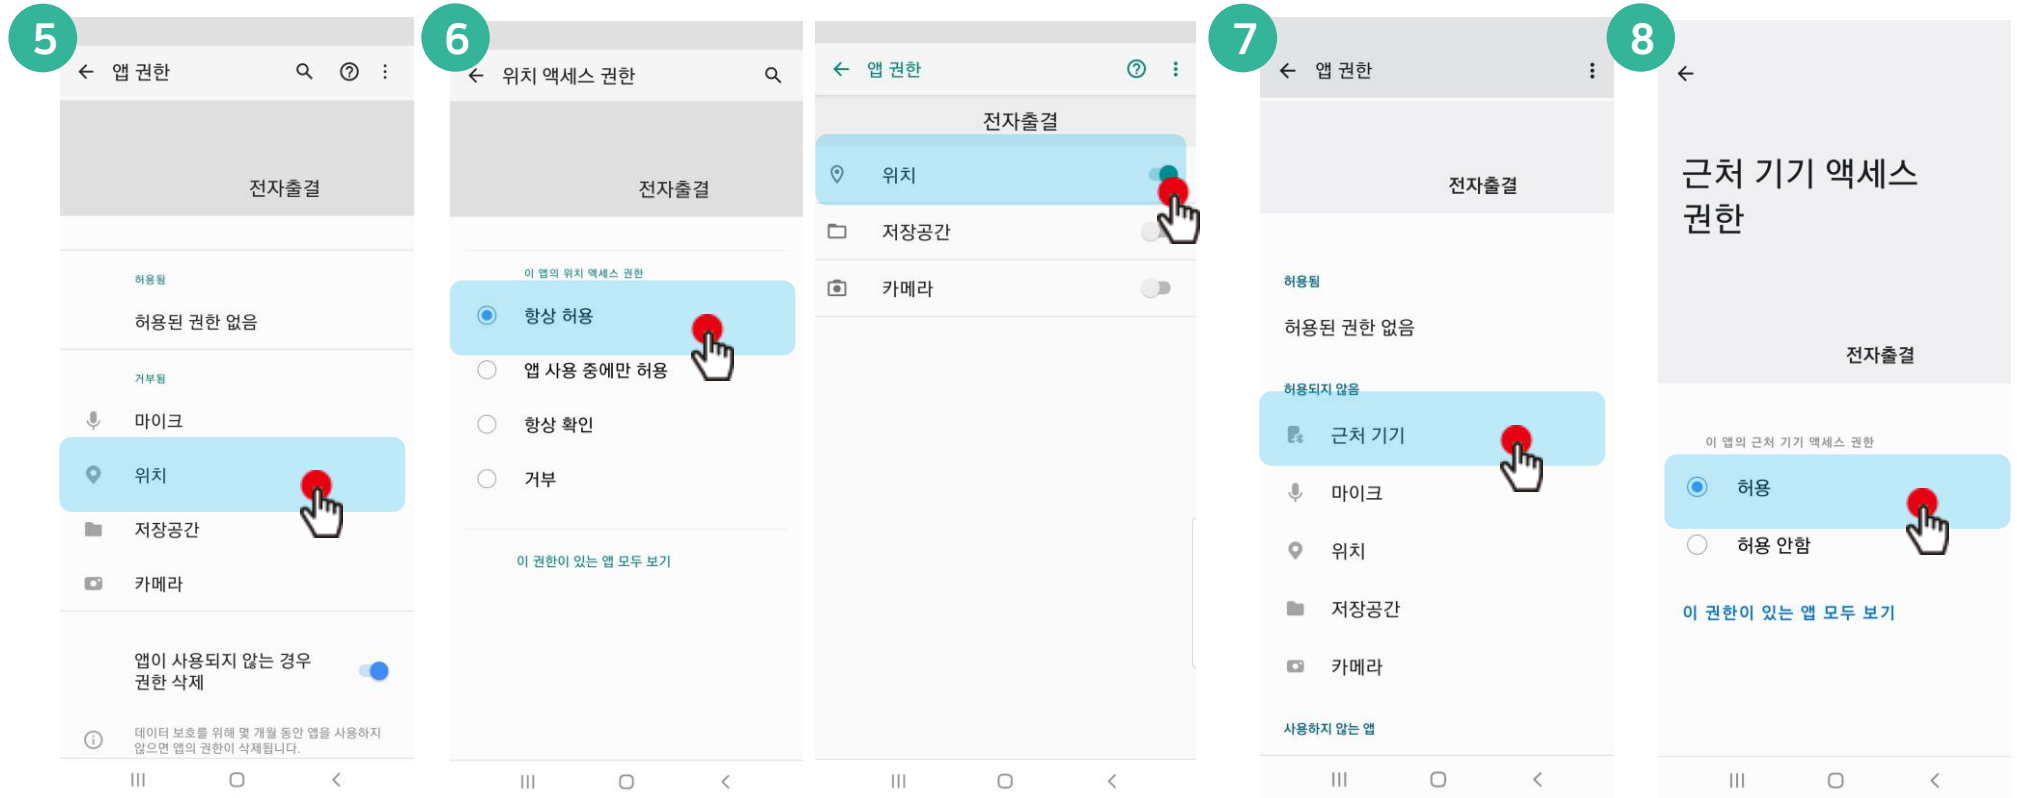 5
앱 권한
전자출결
허용됨
허용된 권한 없음
거부됨
마이크
위치
저장공간
카메라
앱이 사용되지 않는 경우
권한 삭제
데이터 보호를 위해 몇 개월 동안 앱을 사용하지
않으면 앱의 권한이 삭제됩니다.
6
위치 액세스 권한
전자출결
이 앱의 위치 액세스 권한
항상 허용
앱 사용 중에만 허용
항상 확인
거부
이 권한이 있는 앱 모두 보기
앱 권한
전자출결
위치
저장공간
카메라
7
앱 권한
전자출결
허용됨
허용된 권한 없음
허용되지 않음
근처 기기
마이크
위치
저장공간
카메라
사용하지 않는 앱
8
근처 기기 액세스
권한
전자출결
이 앱의 근처 기기 액세스 권한
허용
허용 안함
이 권한이 있는 앱 모두 보기